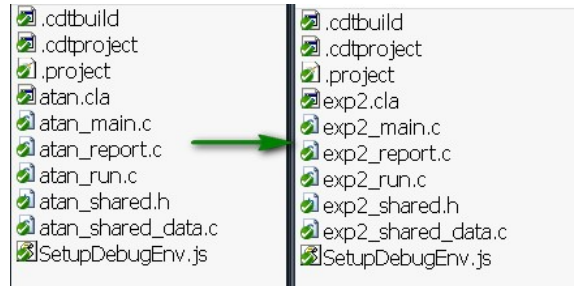 .cdtbuild
.cdtproject
.project
atan.cla
atan_main.c
atan_report.c
atan_run.c
atan_shared.h
atan_shared_data.c
SetupDebugEnv.js
.cdtbuild
.cdtproject
.project
exp2.cla
exp2_main.c
exp2_report.c
exp2_run.c
exp2_shared.h
exp2_shared_data.c
SetupDebugEnv.js